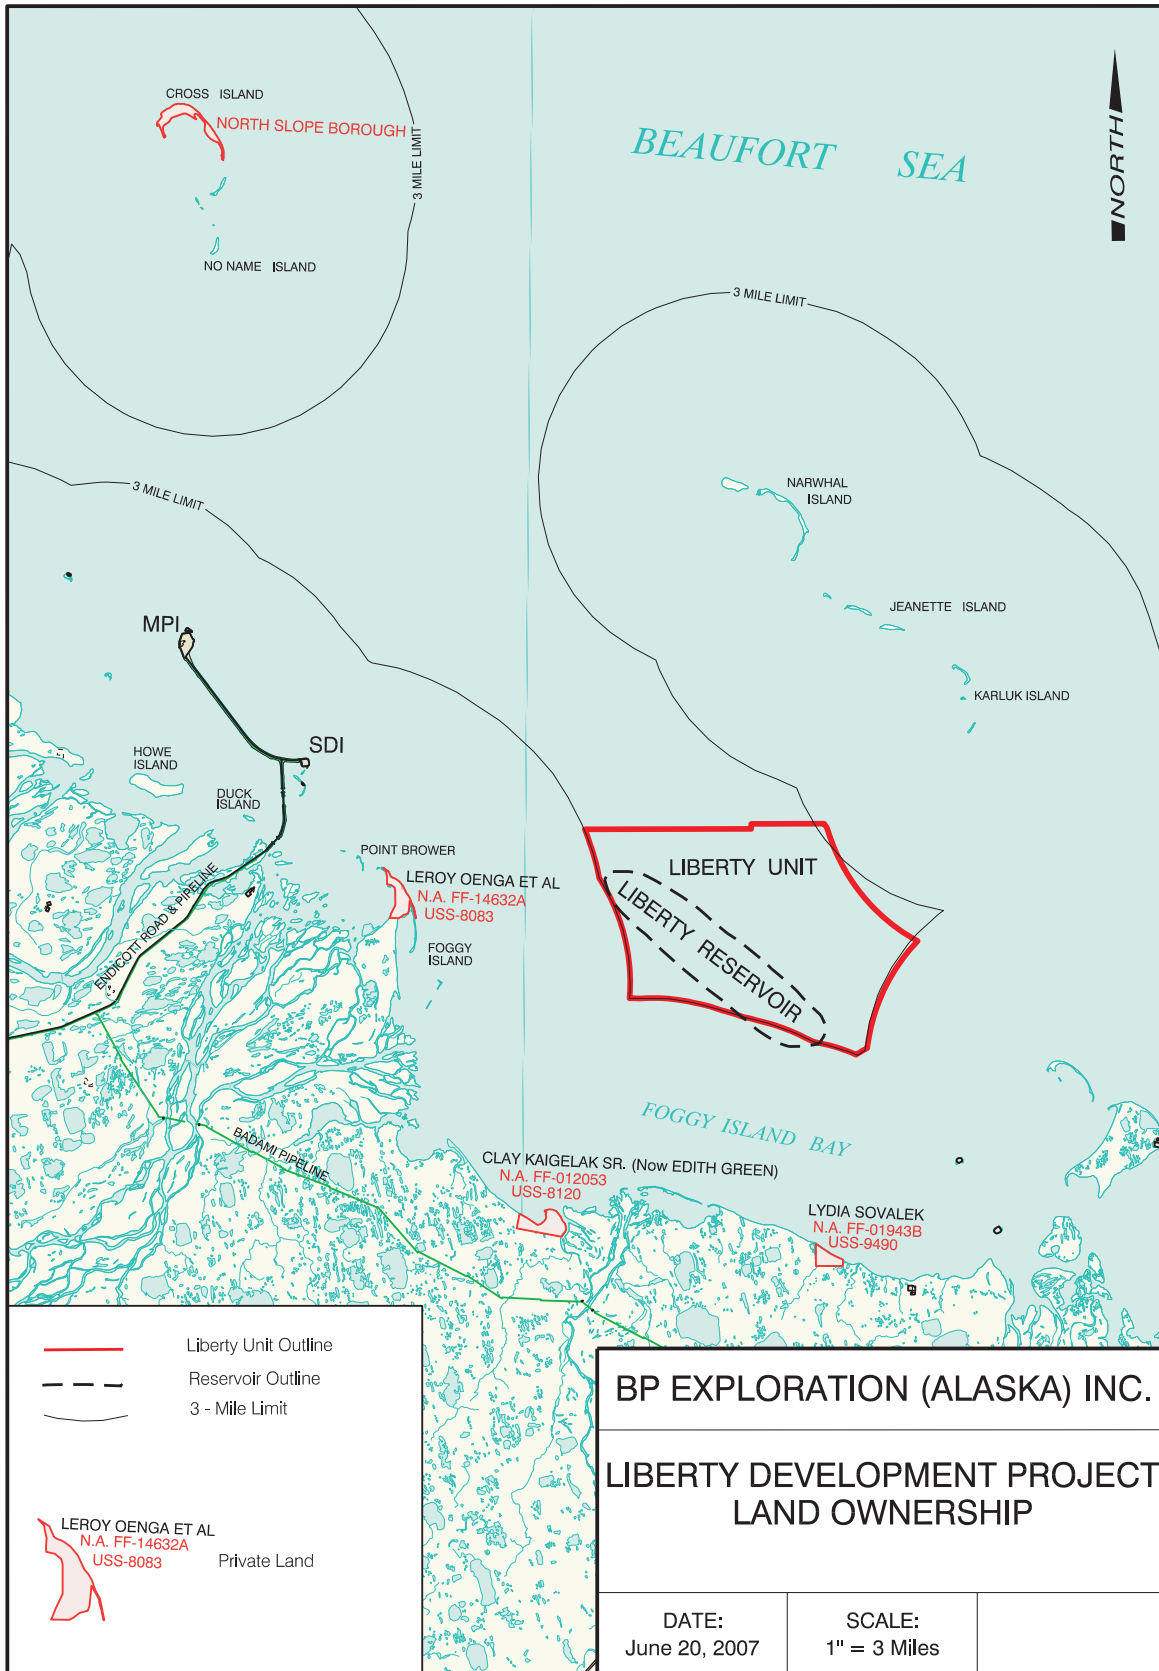 CROSS ISLAND
NORTH SLOPE BOROUGH
3 MILE LIMIT
NO NAME ISLAND
BEAUFORT SEA
NORTH
3 MILE LIMIT
3 MILE LIMIT
NARWHAL
ISLAND
JEANETTE ISLAND
KARLUK ISLAND
MPI
SDI
HOWE
ISLAND
DUCK
ISLAND
POINT BROWER
LEROY OENGA ET AL
N.A. FF-14632A
USS-8083
FOGGY
ISLAND
ENDICOTT ROAD & PIPELINE
LIBERTY UNIT
LIBERTY RESERVOIR
FOGGY ISLAND BAY
BADAMI PIPELINE
CLAY KAIGELAK SR. (Now EDITH GREEN)
N.A. FF-012053
USS-8120
LYDIA SOVALEK
N.A. FF-01943B
USS-9490
Liberty Unit Outline
Reservoir Outline
3 - Mile Limit
LEROY OENGA ET AL
N.A. FF-14632A
USS-8083
Private Land
BP EXPLORATION (ALASKA) INC.
LIBERTY DEVELOPMENT PROJECT
LAND OWNERSHIP
DATE:
June 20, 2007
SCALE:
1" = 3 Miles